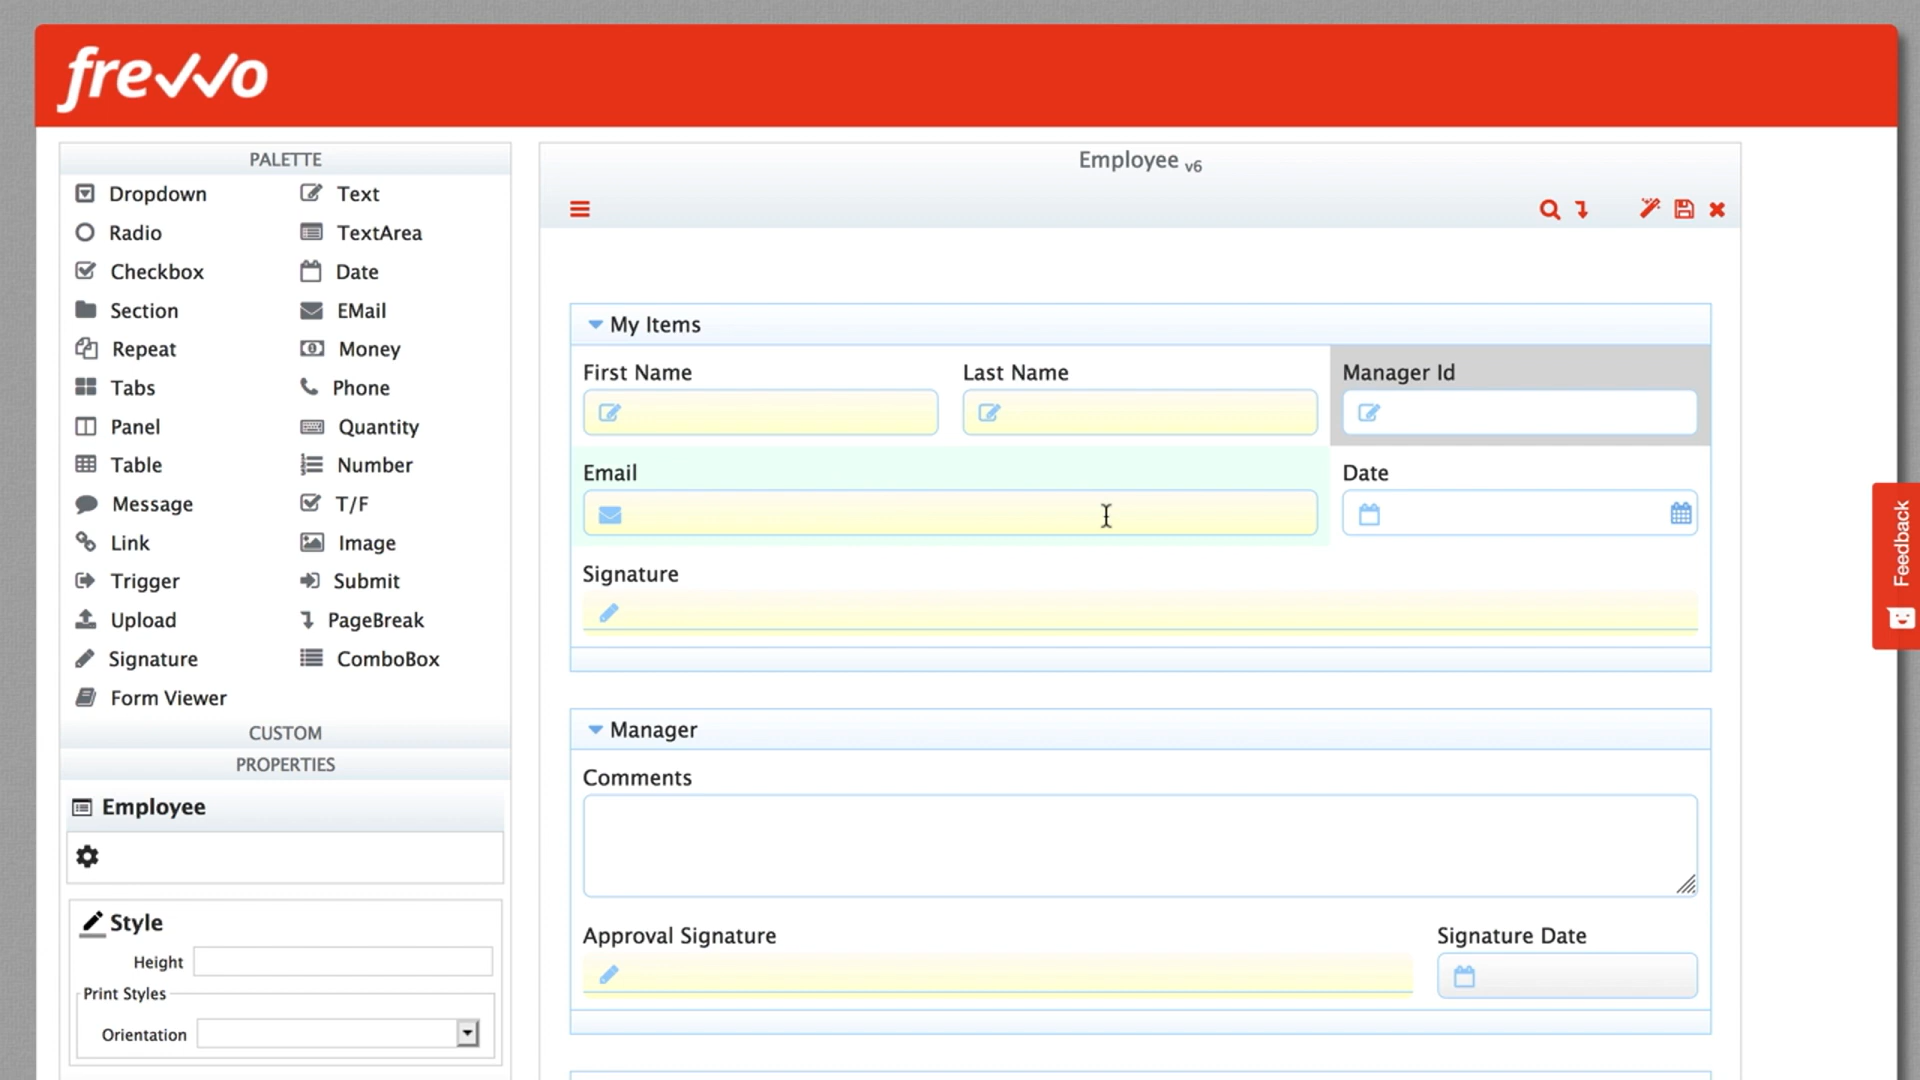 frevvo
PALETTE
Dropdown Text
Radio TextArea
Checkbox Date
Section EMail
Repeat Money
Tabs Phone
Panel Quantity
Table Number
Message T/F
Link Image
Trigger Submit
Upload PageBreak
Signature ComboBox
Form Viewer
CUSTOM
PROPERTIES
Employee
Style
Height
Print Styles
Orientation
Employee v6
My Items
First Name Last Name Manager Id
Email Date
Signature
Manager
Comments
Approval Signature Signature Date
Feedback